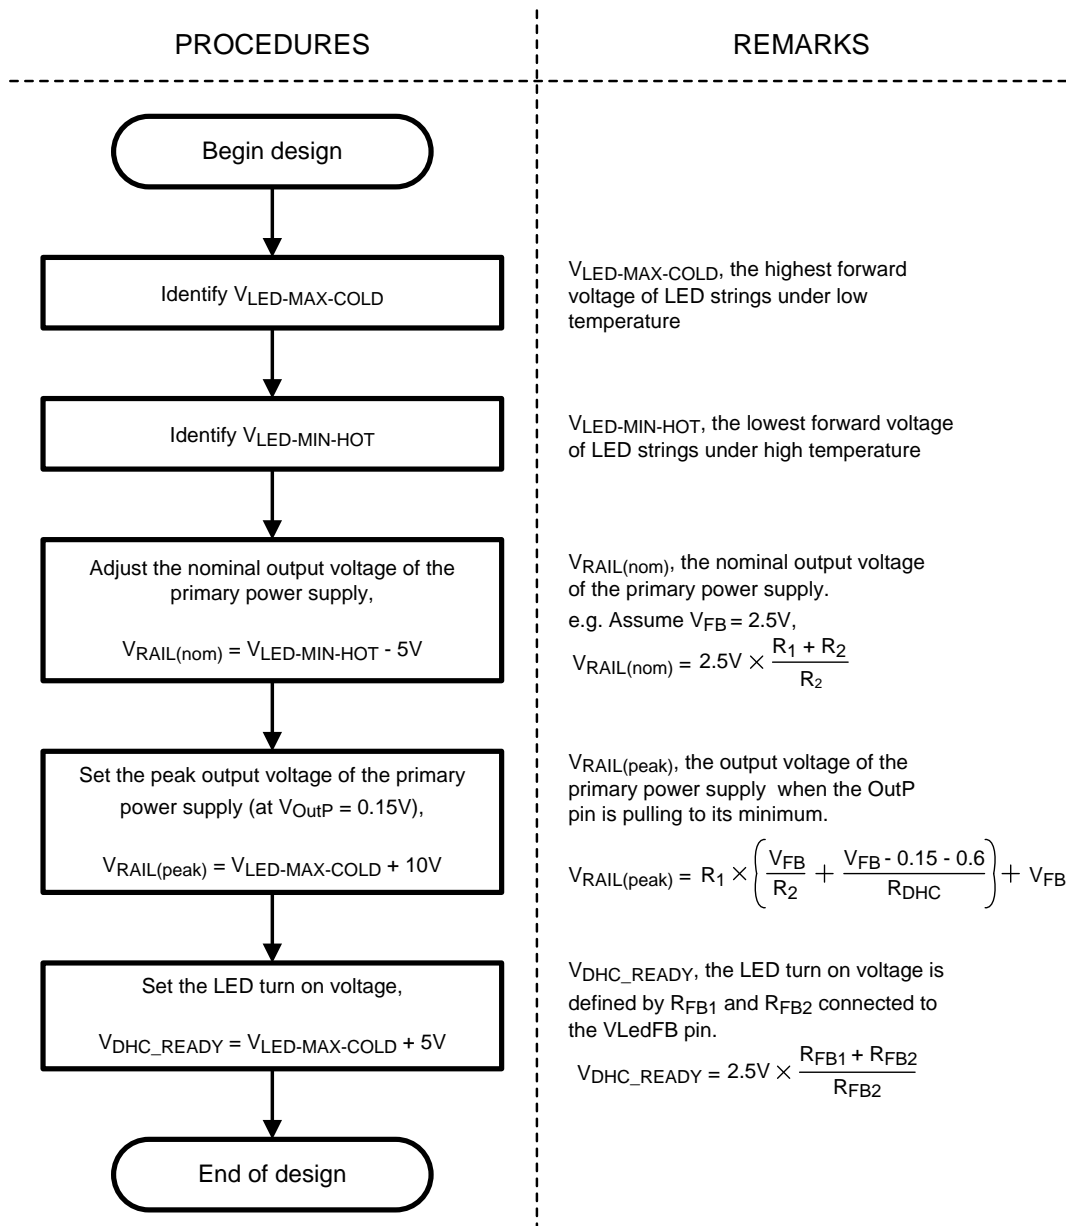 PROCEDURES
REMARKS
Begin design
Identify VLED-MAX-COLD
VLED-MAX-COLD, the highest forward
voltage of LED strings under low
temperature
Identify VLED-MIN-HOT
VLED-MIN-HOT, the lowest forward voltage
of LED strings under high temperature
Adjust the nominal output voltage of the
primary power supply,
VRAIL(nom) = VLED-MIN-HOT - 5V
VRAIL(nom), the nominal output voltage
of the primary power supply.
e.g. Assume VFB = 2.5V,
VRAIL(nom) = 2.5V × (R1 + R2) / R2
Set the peak output voltage of the primary
power supply (at VOutP = 0.15V),
VRAIL(peak) = VLED-MAX-COLD + 10V
VRAIL(peak), the output voltage of the
primary power supply when the OutP
pin is pulling to its minimum.
VRAIL(peak) = R1 × (VFB / R2 + (VFB - 0.15 - 0.6) / RDHC) + VFB
Set the LED turn on voltage,
VDHC_READY = VLED-MAX-COLD + 5V
VDHC_READY, the LED turn on voltage is
defined by RFB1 and RFB2 connected to
the VLedFB pin.
VDHC_READY = 2.5V × (RFB1 + RFB2) / RFB2
End of design